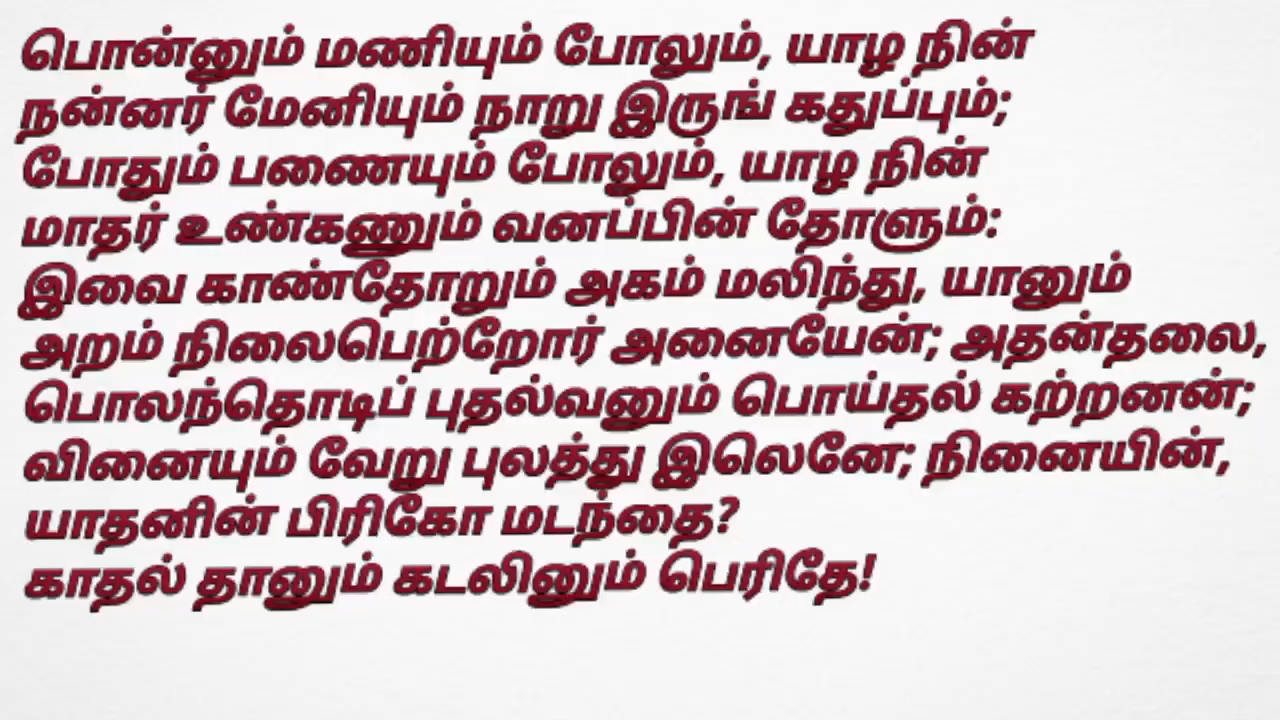 பொன்னும் மணியும் போலும், யாழ நின்
நன்னர் மேனியும் நாறு இருங் கதுப்பும்;
போதும் பணையும் போலும், யாழ நின்
மாதர் உண்கணும் வனப்பின் தோளும்:
இவை காண்தோறும் அகம் மலிந்து, யானும்
அறம் நிலைபெற்றோர் அனையேன்; அதன்தலை,
பொலந்தொடிப் புதல்வனும் பொய்தல் கற்றனன்;
வினையும் வேறு புலத்து இலெனே; நினையின்,
யாதனின் பிரிகோ மடந்தை?
காதல் தானும் கடலினும் பெரிதே!